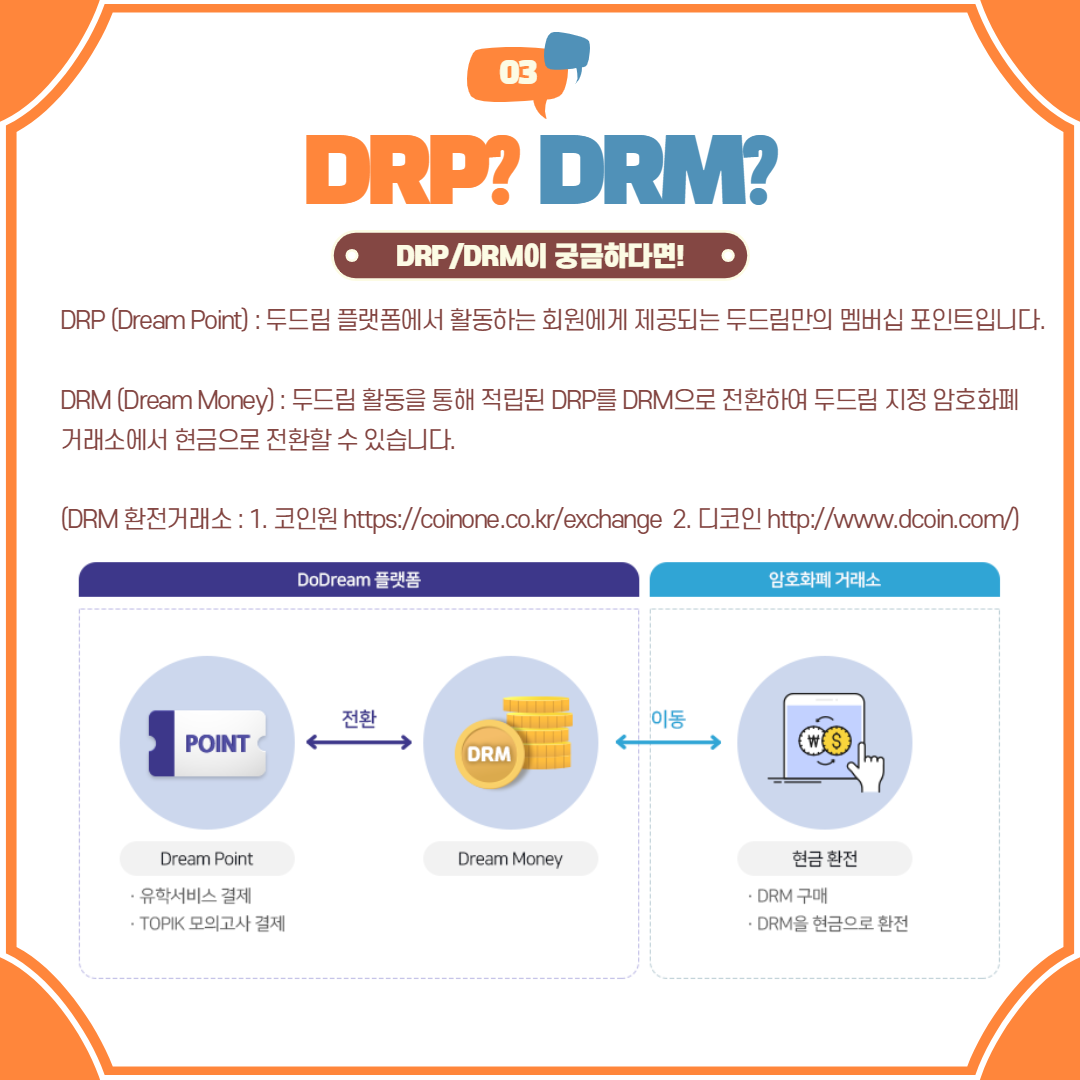 03
DRP? DRM?
DRP/DRM이 궁금하다면!
DRP (Dream Point) : 두드림 플랫폼에서 활동하는 회원에게 제공되는 두드림만의 멤버십 포인트입니다.
DRM (Dream Money) : 두드림 활동을 통해 적립된 DRP를 DRM으로 전환하여 두드림 지정 암호화폐
거래소에서 현금으로 전환할 수 있습니다.
(DRM 환전거래소 : 1. 코인원 https://coinone.co.kr/exchange 2. 디코인 http://www.dcoin.com/)
DoDream 플랫폼
암호화폐 거래소
전환
이동
POINT
DRM
₩ $
Dream Point
Dream Money
현금 환전
· 유학서비스 결제
· TOPIK 모의고사 결제
· DRM 구매
· DRM을 현금으로 환전